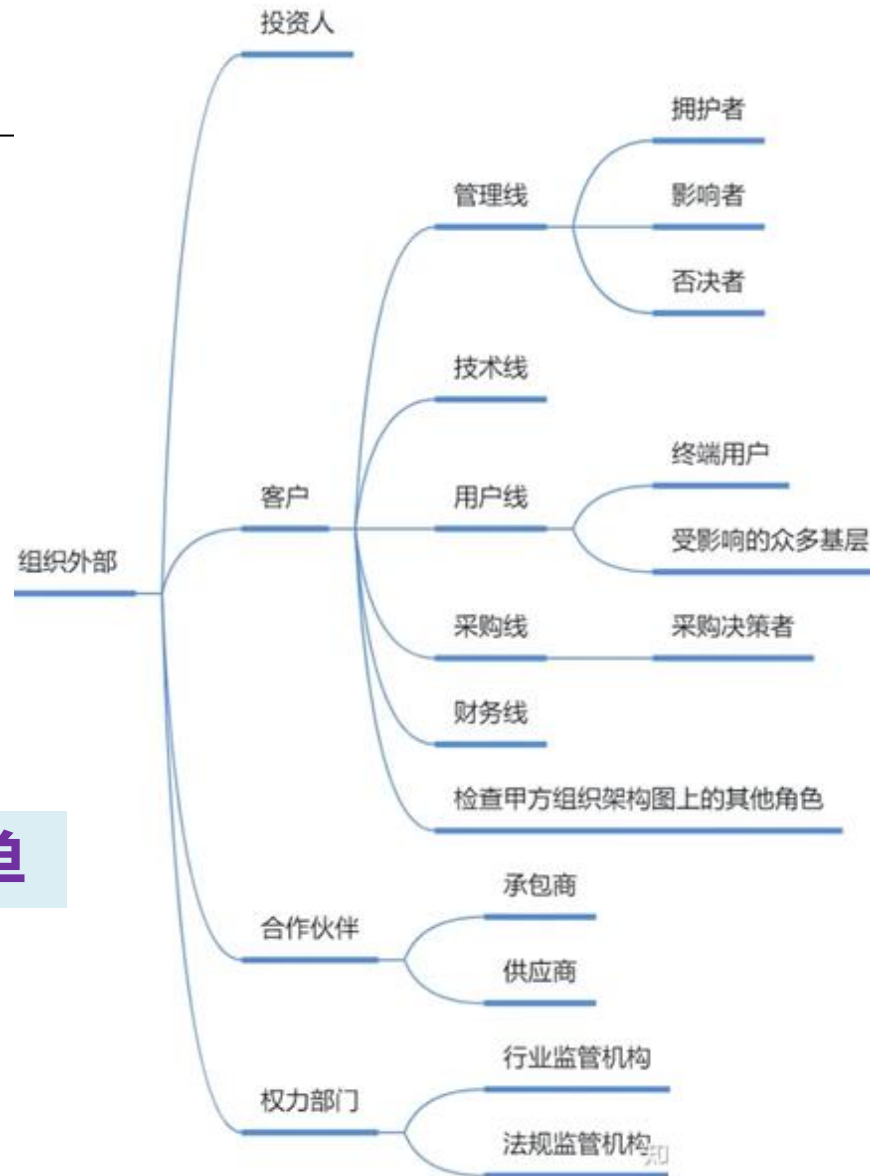 投资人
拥护者
管理线
影响者
否决者
技术线
终端用户
客户
用户线
受影响的众多基层
组织外部
采购线
采购决策者
财务线
检查甲方组织架构图上的其他角色
单
承包商
合作伙伴
供应商
行业监管机构
权力部门
法规监管机构
知